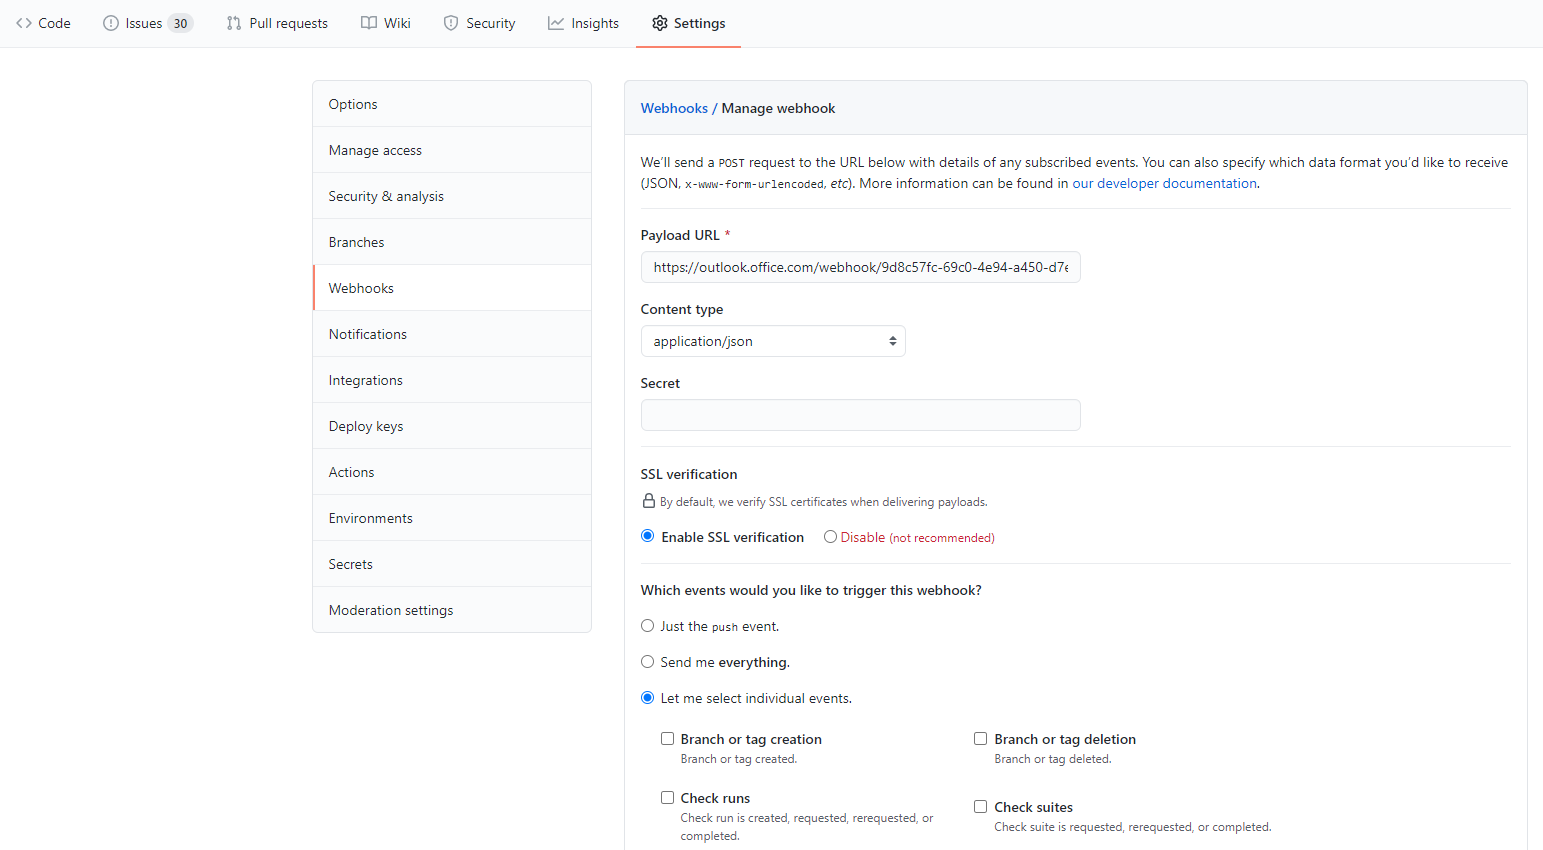 Code Issues 30 Pull requests Wiki Security Insights Settings
Options
Manage access
Security & analysis
Branches
Webhooks
Notifications
Integrations
Deploy keys
Actions
Environments
Secrets
Moderation settings
Webhooks / Manage webhook
We'll send a POST request to the URL below with details of any subscribed events. You can also specify which data format you'd like to receive
(JSON, x-www-form-urlencoded, etc). More information can be found in our developer documentation.
Payload URL *
https://outlook.office.com/webhook/9d8c57fc-69c0-4e94-a450-d7e
Content type
application/json
Secret
SSL verification
By default, we verify SSL certificates when delivering payloads.
Enable SSL verification Disable (not recommended)
Which events would you like to trigger this webhook?
Just the push event.
Send me everything.
Let me select individual events.
Branch or tag creation
Branch or tag created.
Branch or tag deletion
Branch or tag deleted.
Check runs
Check run is created, requested, rerequested, or
completed.
Check suites
Check suite is requested, rerequested, or completed.